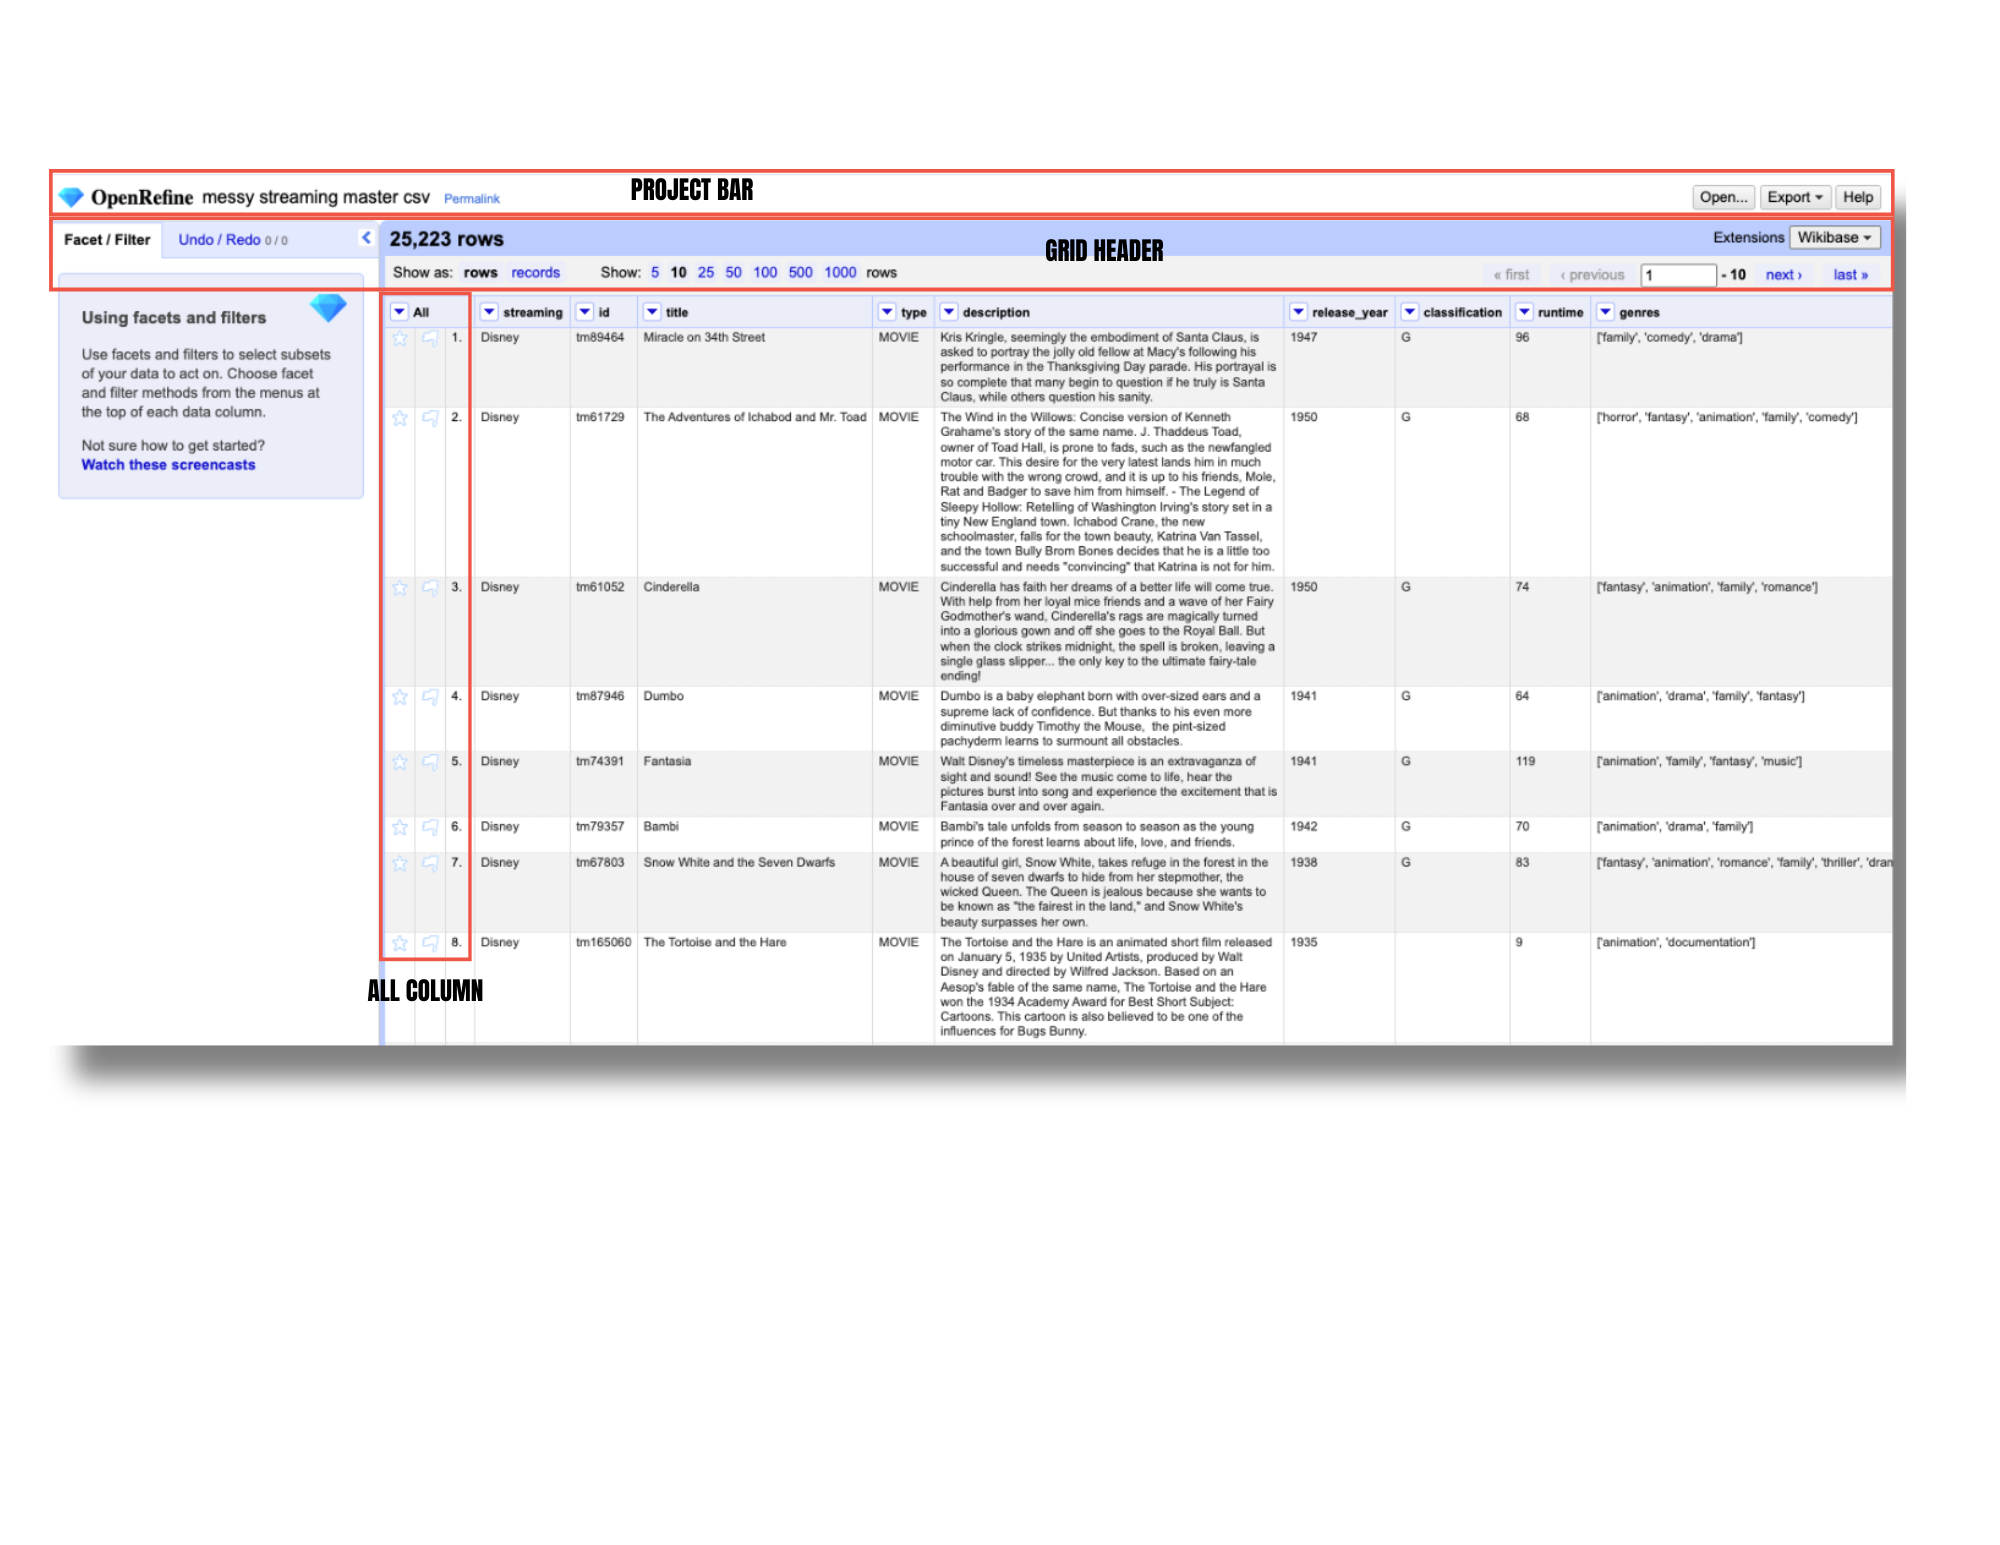 OpenRefine messy streaming master csv Permalink
PROJECT BAR
Open... Export Help
Facet / Filter Undo / Redo 0 / 0
25,223 rows
GRID HEADER
Extensions Wikibase
Show as: rows records Show: 5 10 25 50 100 500 1000 rows
« first ‹ previous 1 - 10 next › last »
Using facets and filters
Use facets and filters to select subsets
of your data to act on. Choose facet
and filter methods from the menus at
the top of each data column.
Not sure how to get started?
Watch these screencasts
All streaming id title type description release_year classification runtime genres
1. Disney tm89464 Miracle on 34th Street MOVIE Kris Kringle, seemingly the embodiment of Santa Claus, is 1947 G 96 ['family', 'comedy', 'drama']
asked to portray the jolly old fellow at Macy's following his
performance in the Thanksgiving Day parade. His portrayal is
so complete that many begin to question if he truly is Santa
Claus, while others question his sanity.
2. Disney tm61729 The Adventures of Ichabod and Mr. Toad MOVIE The Wind in the Willows: Concise version of Kenneth 1950 G 68 ['horror', 'fantasy', 'animation', 'family', 'comedy']
Grahame's story of the same name. J. Thaddeus Toad,
owner of Toad Hall, is prone to fads, such as the newfangled
motor car. This desire for the very latest lands him in much
trouble with the wrong crowd, and it is up to his friends, Mole,
Rat and Badger to save him from himself. - The Legend of
Sleepy Hollow: Retelling of Washington Irving's story set in a
tiny New England town. Ichabod Crane, the new
schoolmaster, falls for the town beauty, Katrina Van Tassel,
and the town Bully Brom Bones decides that he is a little too
successful and needs "convincing" that Katrina is not for him.
3. Disney tm61052 Cinderella MOVIE Cinderella has faith her dreams of a better life will come true. 1950 G 74 ['fantasy', 'animation', 'family', 'romance']
With help from her loyal mice friends and a wave of her Fairy
Godmother's wand, Cinderella's rags are magically turned
into a glorious gown and off she goes to the Royal Ball. But
when the clock strikes midnight, the spell is broken, leaving a
single glass slipper... the only key to the ultimate fairy-tale
ending!
4. Disney tm87946 Dumbo MOVIE Dumbo is a baby elephant born with over-sized ears and a 1941 G 64 ['animation', 'drama', 'family', 'fantasy']
supreme lack of confidence. But thanks to his even more
diminutive buddy Timothy the Mouse, the pint-sized
pachyderm learns to surmount all obstacles.
5. Disney tm74391 Fantasia MOVIE Walt Disney's timeless masterpiece is an extravaganza of 1941 G 119 ['animation', 'family', 'fantasy', 'music']
sight and sound! See the music come to life, hear the
pictures burst into song and experience the excitement that is
Fantasia over and over again.
6. Disney tm79357 Bambi MOVIE Bambi's tale unfolds from season to season as the young 1942 G 70 ['animation', 'drama', 'family']
prince of the forest learns about life, love, and friends.
7. Disney tm67803 Snow White and the Seven Dwarfs MOVIE A beautiful girl, Snow White, takes refuge in the forest in the 1938 G 83 ['fantasy', 'animation', 'romance', 'family', 'thriller', 'dran
house of seven dwarfs to hide from her stepmother, the
wicked Queen. The Queen is jealous because she wants to
be known as "the fairest in the land," and Snow White's
beauty surpasses her own.
8. Disney tm165060 The Tortoise and the Hare MOVIE The Tortoise and the Hare is an animated short film released 1935 9 ['animation', 'documentation']
on January 5, 1935 by United Artists, produced by Walt
Disney and directed by Wilfred Jackson. Based on an
Aesop's fable of the same name, The Tortoise and the Hare
won the 1934 Academy Award for Best Short Subject:
Cartoons. This cartoon is also believed to be one of the
influences for Bugs Bunny.
ALL COLUMN